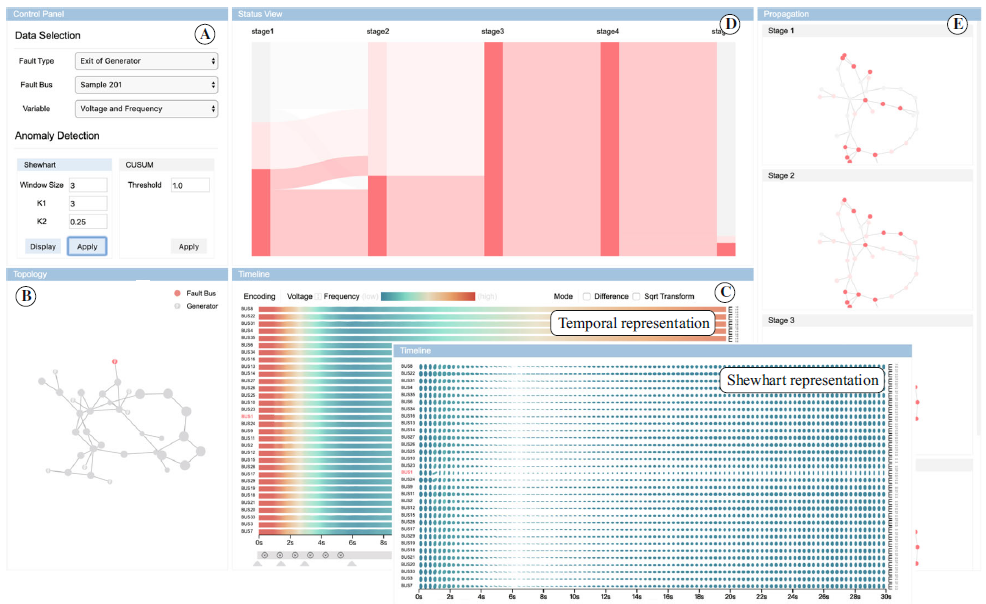 Control Panel
Data Selection
A
Fault Type
Exit of Generator
Fault Bus
Sample 201
Variable
Voltage and Frequency
Anomaly Detection
Shewhart
CUSUM
Window Size
3
Threshold
1.0
K1
3
K2
0.25
Display
Apply
Apply
Status View
D
stage1
stage2
stage3
stage4
stag
Propagation
E
Stage 1
Stage 2
Stage 3
Topology
B
Fault Bus
Generator
Timeline
C
Encoding
Voltage
Frequency
(low)
(high)
Mode
Difference
Sqrt Transform
Temporal representation
BUS8
BUS22
BUS31
BUS4
BUS35
BUS6
BUS34
BUS16
BUS13
BUS14
BUS27
BUS26
BUS25
BUS10
BUS23
BUS1
BUS24
BUS9
BUS11
BUS2
BUS12
BUS15
BUS28
BUS17
BUS29
BUS19
BUS18
BUS21
BUS20
BUS33
BUS3
BUS7
0s
2s
4s
6s
8s
Timeline
Shewhart representation
BUS8
BUS22
BUS31
BUS4
BUS35
BUS6
BUS34
BUS16
BUS13
BUS14
BUS27
BUS26
BUS25
BUS10
BUS23
BUS1
BUS24
BUS9
BUS11
BUS2
BUS12
BUS15
BUS28
BUS17
BUS29
BUS19
BUS18
BUS21
BUS20
BUS33
BUS3
BUS7
0s
2s
4s
6s
8s
10s
12s
14s
16s
18s
20s
22s
24s
26s
28s
30s